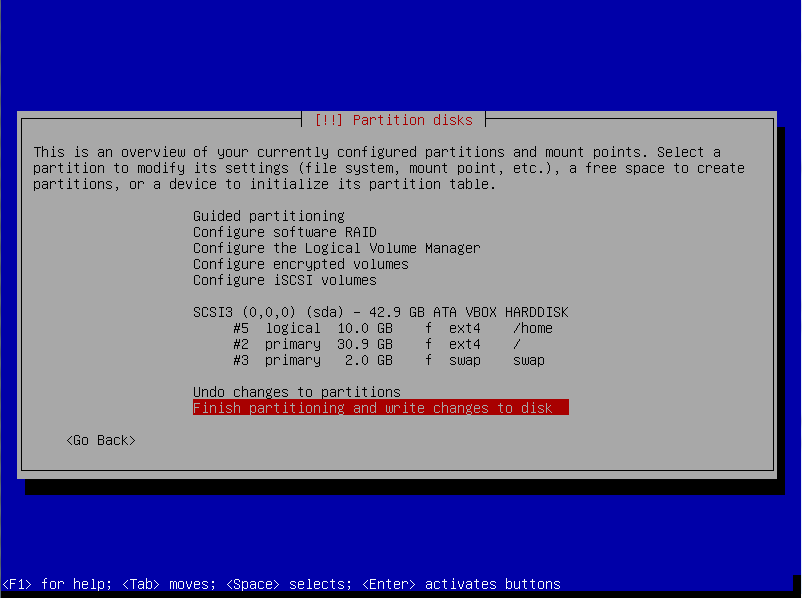 [!!] Partition disks
This is an overview of your currently configured partitions and mount points. Select a
partition to modify its settings (file system, mount point, etc.), a free space to create
partitions, or a device to initialize its partition table.
Guided partitioning
Configure software RAID
Configure the Logical Volume Manager
Configure encrypted volumes
Configure iSCSI volumes
SCSI3 (0,0,0) (sda) - 42.9 GB ATA VBOX HARDDISK
#5 logical 10.0 GB f ext4 /home
#2 primary 30.9 GB f ext4 /
#3 primary 2.0 GB f swap swap
Undo changes to partitions
Finish partitioning and write changes to disk
<Go Back>
<F1> for help; <Tab> moves; <Space> selects; <Enter> activates buttons